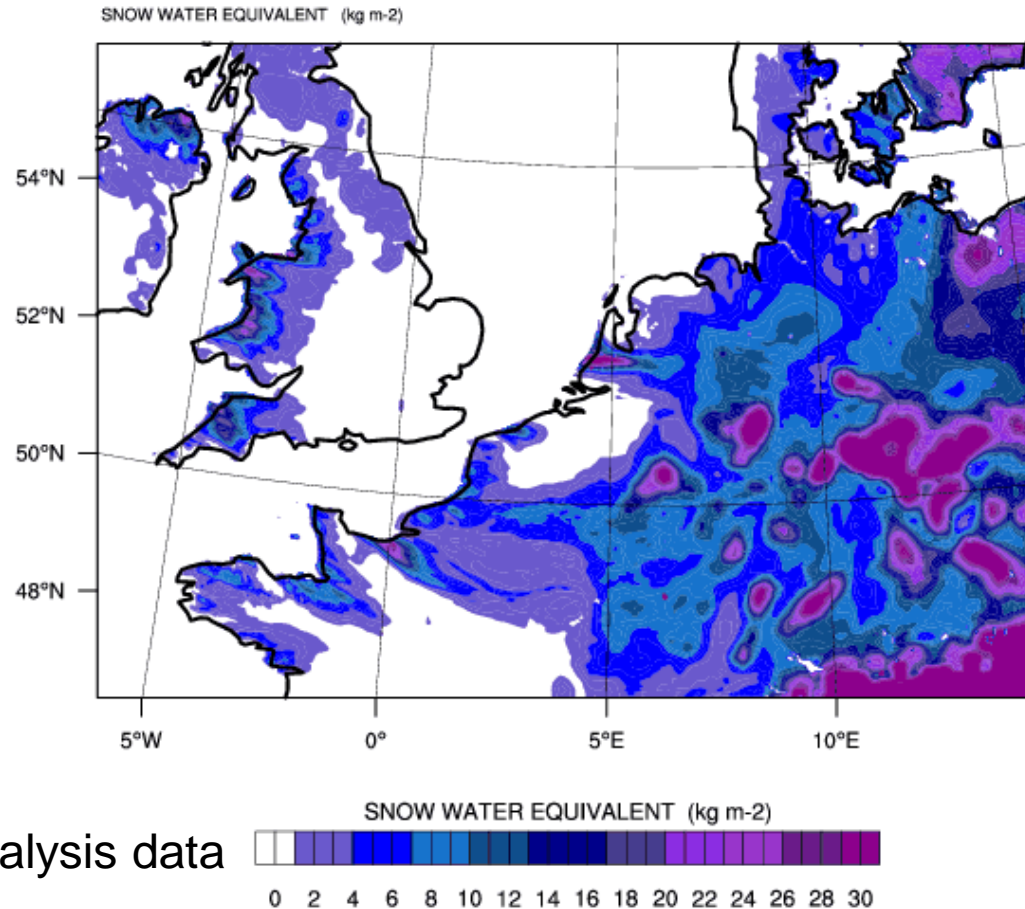 SNOW WATER EQUIVALENT (kg m-2)
54°N
52°N
50°N
48°N
5°W 0° 5°E 10°E
SNOW WATER EQUIVALENT (kg m-2)
alysis data
0 2 4 6 8 10 12 14 16 18 20 22 24 26 28 30